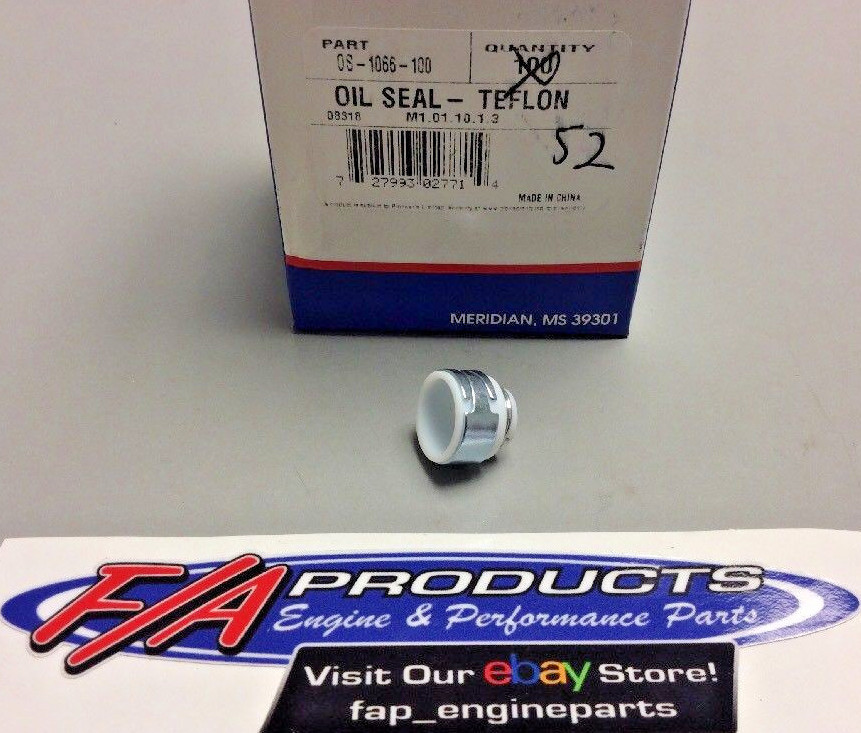 PART
QUANTITY
OS-1066-100
100
OIL SEAL - TEFLON
M1.01.10.1.3
52
7 27993 02771 4
MADE IN CHINA
MERIDIAN, MS 39301
F/A PRODUCTS
Engine & Performance Parts
Visit Our ebay Store!
fap_engineparts